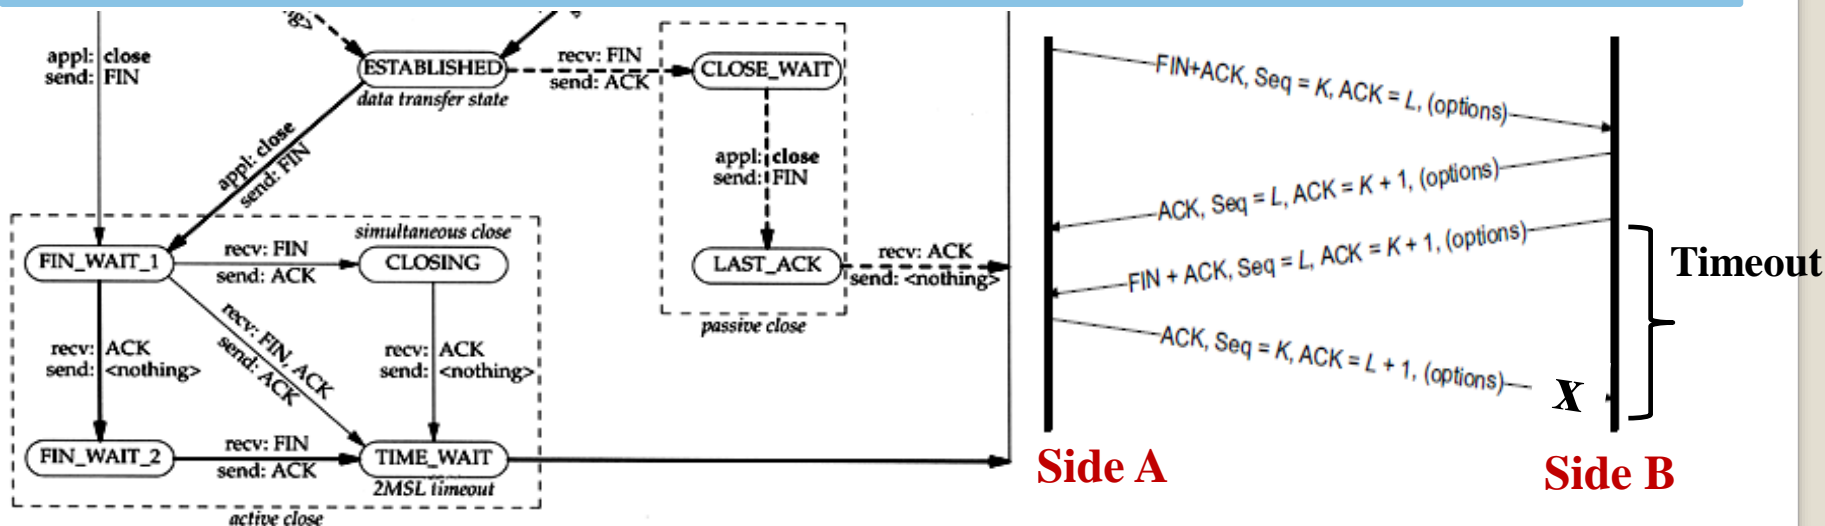 ng>
appl: close
send: FIN
ESTABLISHED
data transfer state
recv: FIN
send: ACK
CLOSE_WAIT
appl: close
send: FIN
appl: close
send: FIN
simultaneous close
FIN_WAIT_1
recv: FIN
send: ACK
CLOSING
LAST_ACK
recv: ACK
send: <nothing>
passive close
recv: ACK
send: <nothing>
recv: FIN, ACK
send: ACK
recv: ACK
send: <nothing>
FIN_WAIT_2
recv: FIN
send: ACK
TIME_WAIT
2MSL timeout
active close
FIN+ACK, Seq = K, ACK = L, (options)
ACK, Seq = L, ACK = K + 1, (options)
FIN + ACK, Seq = L, ACK = K + 1, (options)
Timeout
ACK, Seq = K, ACK = L + 1, (options)
X
Side A
Side B